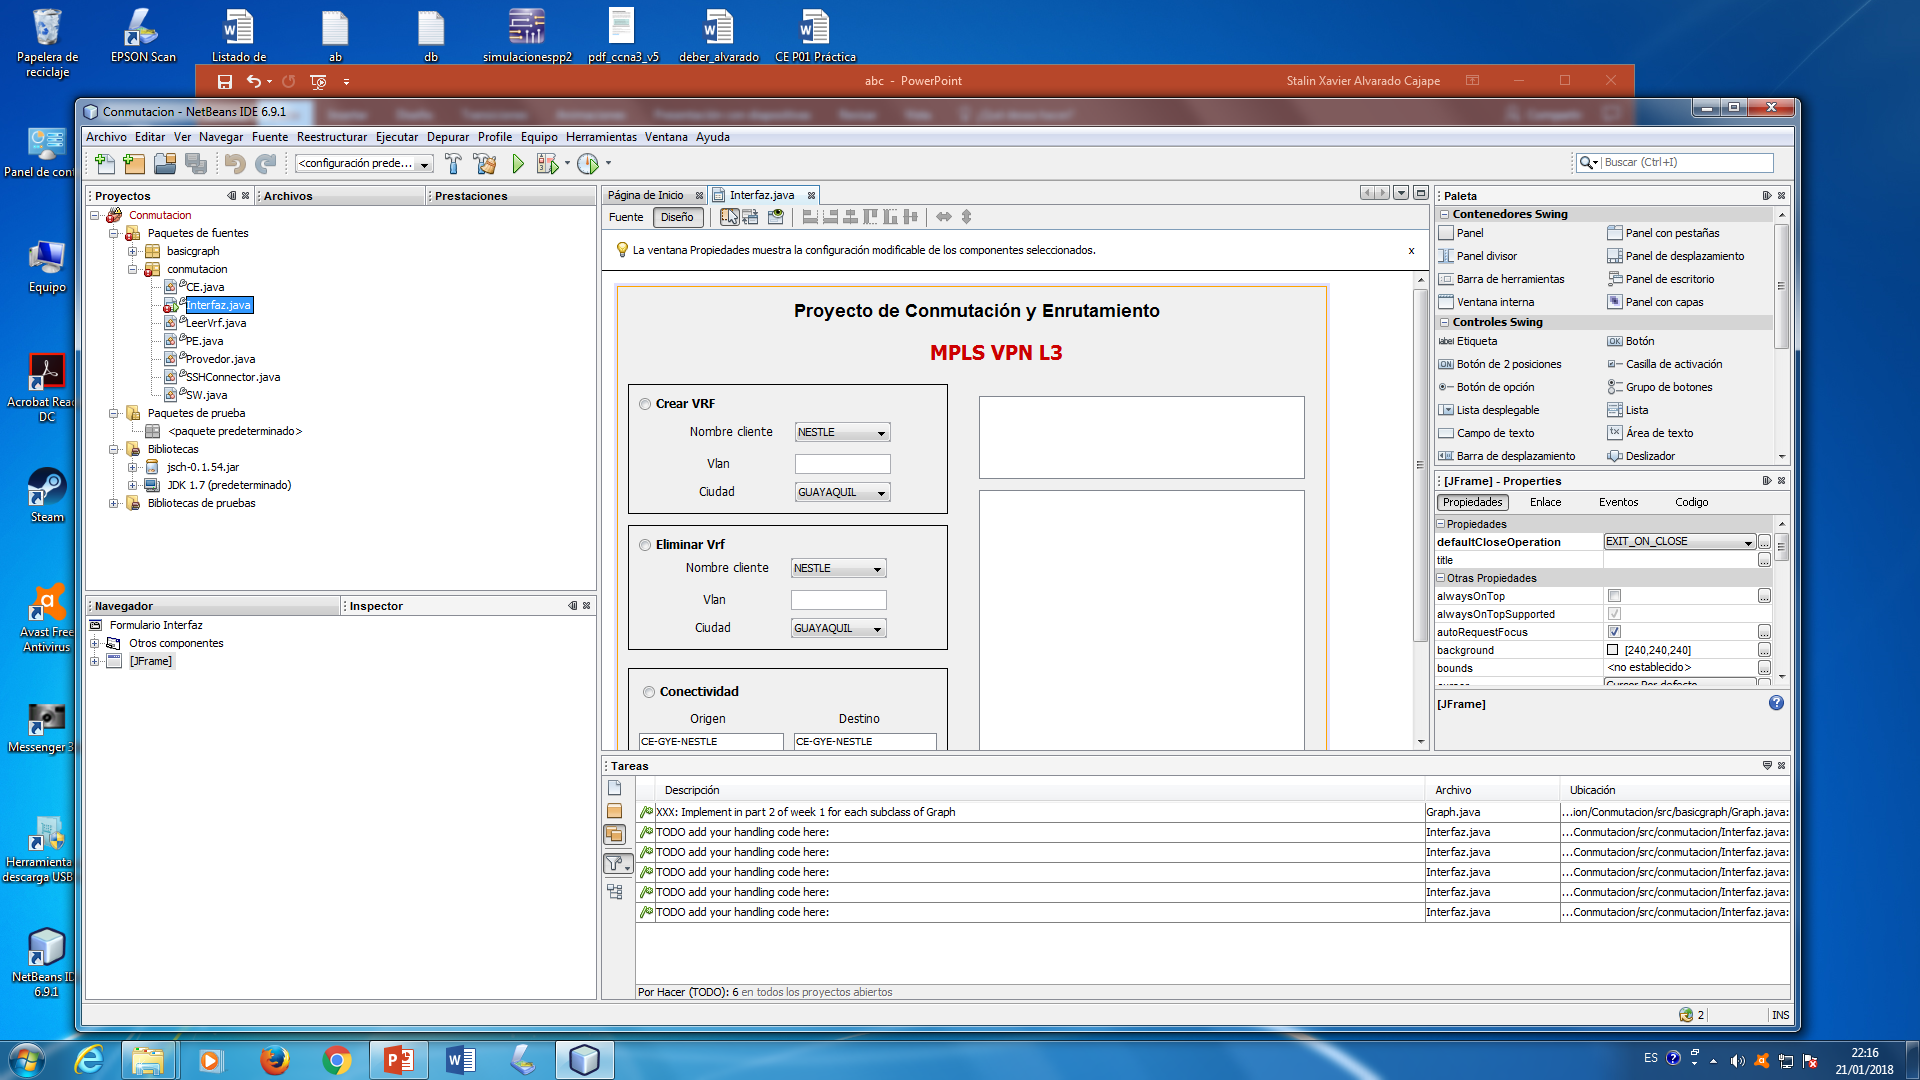 Papelera de reciclaje
EPSON Scan
Listado de
ab
db
simulacionespp2
pdf_ccna3_v5
deber_alvarado
CE P01 Práctica
abc - PowerPoint
Stalin Xavier Alvarado Cajape
Conmutacion - NetBeans IDE 6.9.1
Archivo Editar Ver Navegar Fuente Reestructurar Ejecutar Depurar Profile Equipo Herramientas Ventana Ayuda
<configuración prede...
Buscar (Ctrl+I)
Panel de cont
Equipo
Acrobat Read
DC
Steam
Avast Free
Antivirus
Messenger 3
Herramienta
descarga USB
NetBeans ID
6.9.1
Proyectos
Archivos
Prestaciones
Conmutacion
Paquetes de fuentes
basicgraph
conmutacion
CE.java
Interfaz.java
LeerVrf.java
PE.java
Provedor.java
SSHConnector.java
SW.java
Paquetes de prueba
<paquete predeterminado>
Bibliotecas
jsch-0.1.54.jar
JDK 1.7 (predeterminado)
Bibliotecas de pruebas
Navegador
Inspector
Formulario Interfaz
Otros componentes
[JFrame]
Página de Inicio
Interfaz.java
Fuente
Diseño
La ventana Propiedades muestra la configuración modificable de los componentes seleccionados.
x
Proyecto de Conmutación y Enrutamiento
MPLS VPN L3
Crear VRF
Nombre cliente
NESTLE
Vlan
Ciudad
GUAYAQUIL
Eliminar Vrf
Nombre cliente
NESTLE
Vlan
Ciudad
GUAYAQUIL
Conectividad
Origen
Destino
CE-GYE-NESTLE
CE-GYE-NESTLE
Paleta
Contenedores Swing
Panel
Panel con pestañas
Panel divisor
Panel de desplazamiento
Barra de herramientas
Panel de escritorio
Ventana interna
Panel con capas
Controles Swing
label Etiqueta
OK Botón
ON Botón de 2 posiciones
Casilla de activación
Botón de opción
Grupo de botones
Lista desplegable
Lista
Campo de texto
Área de texto
Barra de desplazamiento
Deslizador
[JFrame] - Properties
Propiedades
Enlace
Eventos
Codigo
Propiedades
defaultCloseOperation
EXIT_ON_CLOSE
title
Otras Propiedades
alwaysOnTop
alwaysOnTopSupported
autoRequestFocus
background
[240,240,240]
bounds
<no establecido>
cursor
Cursor Por defecto
[JFrame]
Tareas
Descripción
Archivo
Ubicación
XXX: Implement in part 2 of week 1 for each subclass of Graph
Graph.java
...ion/Conmutacion/src/basicgraph/Graph.java:
TODO add your handling code here:
Interfaz.java
...Conmutacion/src/conmutacion/Interfaz.java:
TODO add your handling code here:
Interfaz.java
...Conmutacion/src/conmutacion/Interfaz.java:
TODO add your handling code here:
Interfaz.java
...Conmutacion/src/conmutacion/Interfaz.java:
TODO add your handling code here:
Interfaz.java
...Conmutacion/src/conmutacion/Interfaz.java:
TODO add your handling code here:
Interfaz.java
...Conmutacion/src/conmutacion/Interfaz.java:
Por Hacer (TODO): 6 en todos los proyectos abiertos
2
INS
ES
22:16
21/01/2018